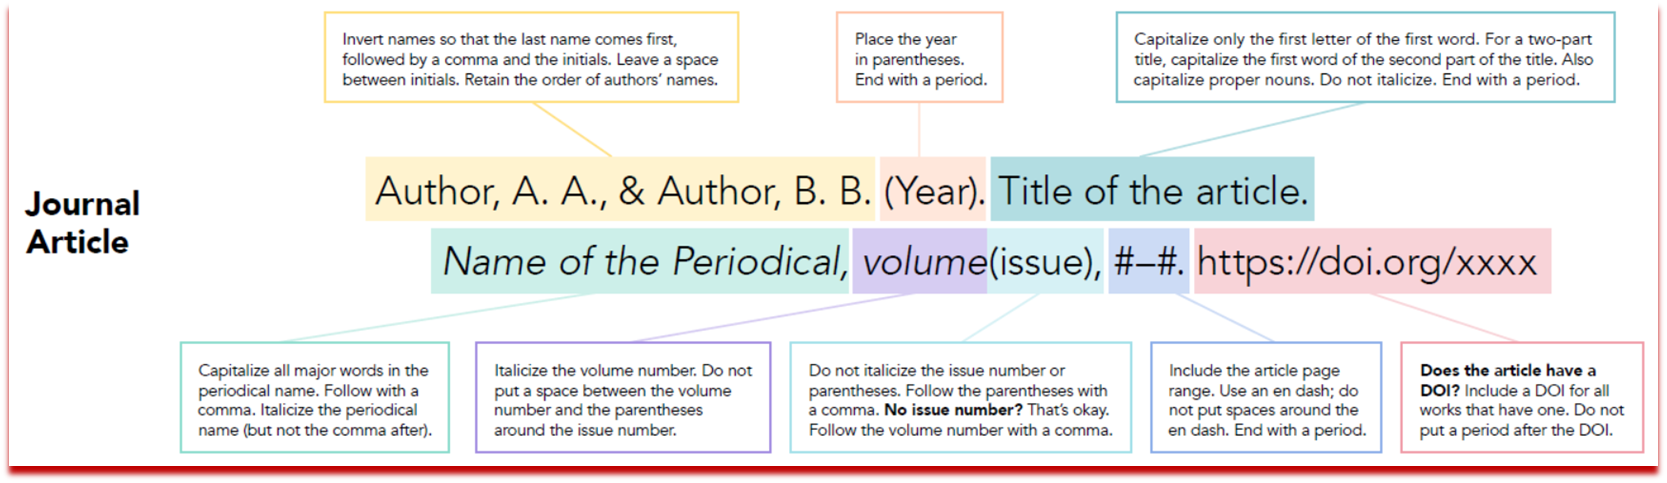 Invert names so that the last name comes first,
followed by a comma and the initials. Leave a space
between initials. Retain the order of authors’ names.
Place the year
in parentheses.
End with a period.
Capitalize only the first letter of the first word. For a two-part
title, capitalize the first word of the second part of the title. Also
capitalize proper nouns. Do not italicize. End with a period.
Journal
Article
Author, A. A., & Author, B. B. (Year). Title of the article.
Name of the Periodical, volume(issue), #–#. https://doi.org/xxxx
Capitalize all major words in the
periodical name. Follow with a
comma. Italicize the periodical
name (but not the comma after).
Italicize the volume number. Do not
put a space between the volume
number and the parentheses
around the issue number.
Do not italicize the issue number or
parentheses. Follow the parentheses with
a comma. No issue number? That’s okay.
Follow the volume number with a comma.
Include the article page
range. Use an en dash; do
not put spaces around the
en dash. End with a period.
Does the article have a
DOI? Include a DOI for all
works that have one. Do not
put a period after the DOI.